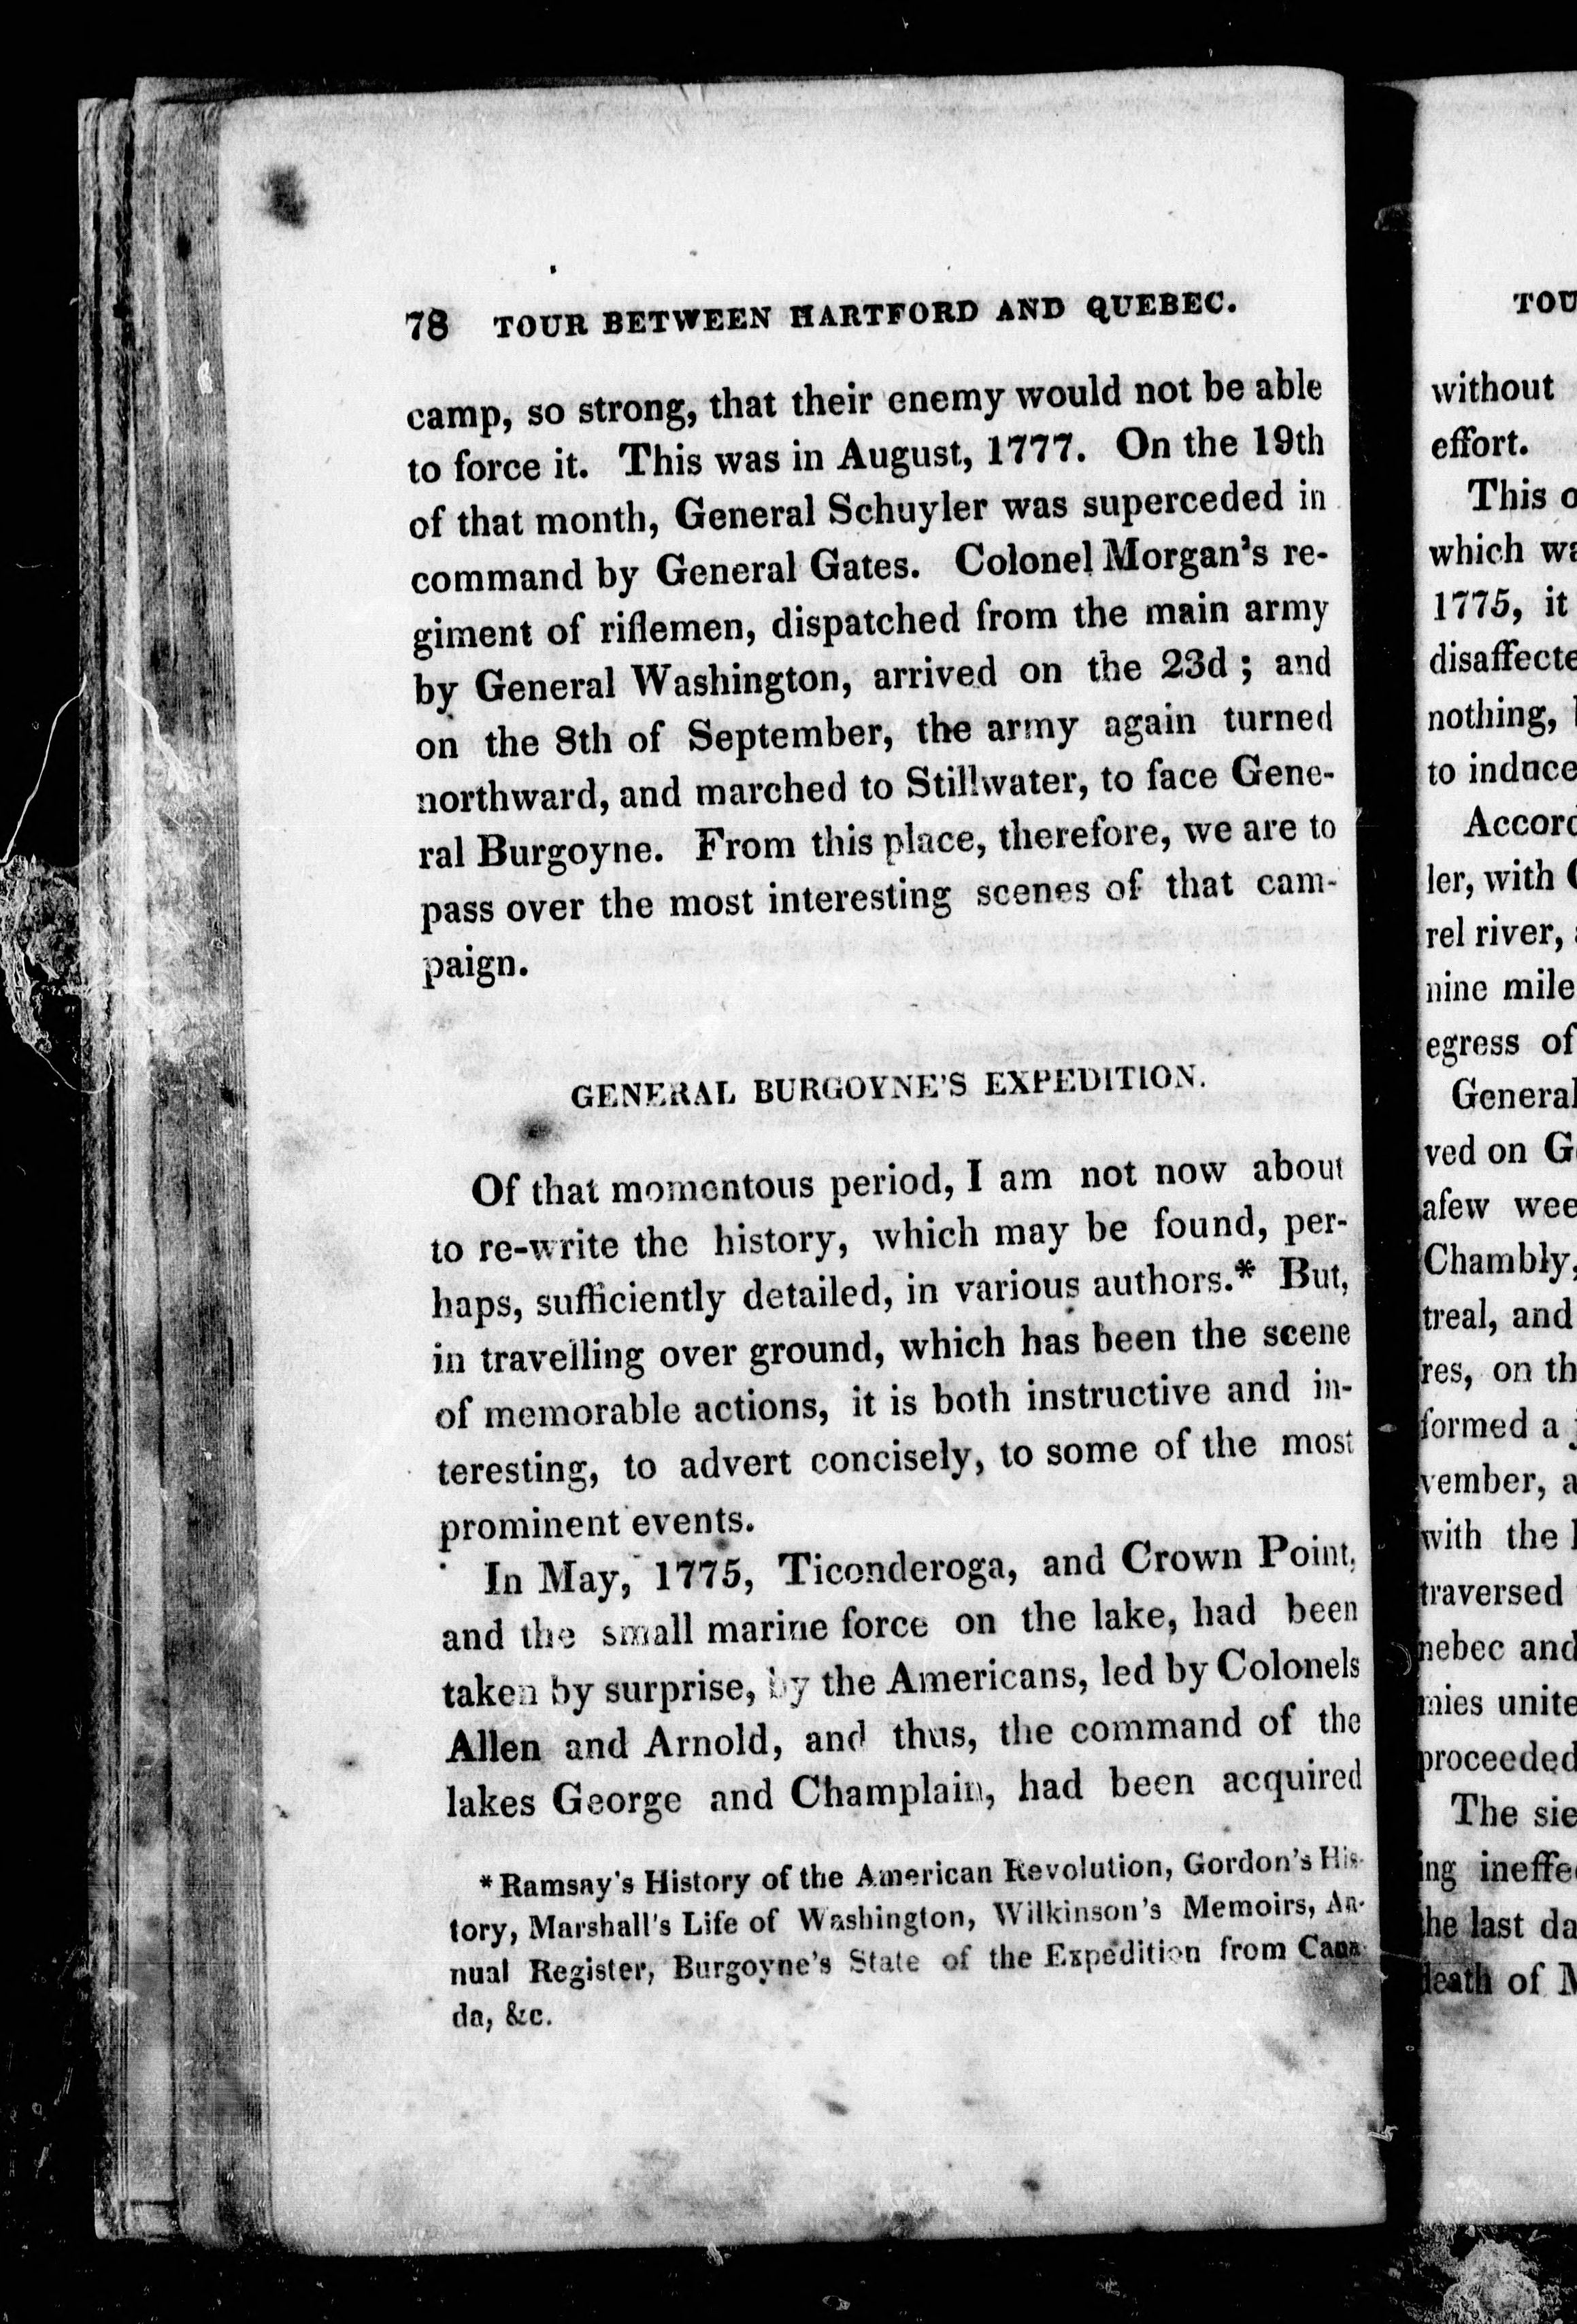 78 TOUR BETWEEN HARTFORD AND QUEBEC.
camp, so strong, that their enemy would not be able
to force it. This was in August, 1777. On the 19th
of that month, General Schuyler was superceded in
command by General Gates. Colonel Morgan's re-
giment of riflemen, dispatched from the main army
by General Washington, arrived on the 23d ; and
on the 8th of September, the army again turned
northward, and marched to Stillwater, to face Gene-
ral Burgoyne. From this place, therefore, we are to
pass over the most interesting scenes of that cam-
paign.
GENERAL BURGOYNE'S EXPEDITION.
Of that momentous period, I am not now about
to re-write the history, which may be found, per-
haps, sufficiently detailed, in various authors.* But,
in travelling over ground, which has been the scene
of memorable actions, it is both instructive and in-
teresting, to advert concisely, to some of the most
prominent events.
In May, 1775, Ticonderoga, and Crown Point,
and the small marine force on the lake, had been
taken by surprise, by the Americans, led by Colonels
Allen and Arnold, and thus, the command of the
lakes George and Champlain, had been acquired
*Ramsay's History of the American Revolution, Gordon's His-
tory, Marshall's Life of Washington, Wilkinson's Memoirs, An-
nual Register, Burgoyne's State of the Expedition from Cana-
da, &c.
TOU
without
effort.
This o
which wa
1775, it
disaffecte
nothing,
to induce
Accord
ler, with
rel river,
nine mile
egress of
General
ved on G
afew wee
Chambly,
treal, and
res, on th
formed a
vember, a
with the
traversed
nebec and
mies unite
proceeded
The sie
ing ineffe
the last da
death of M